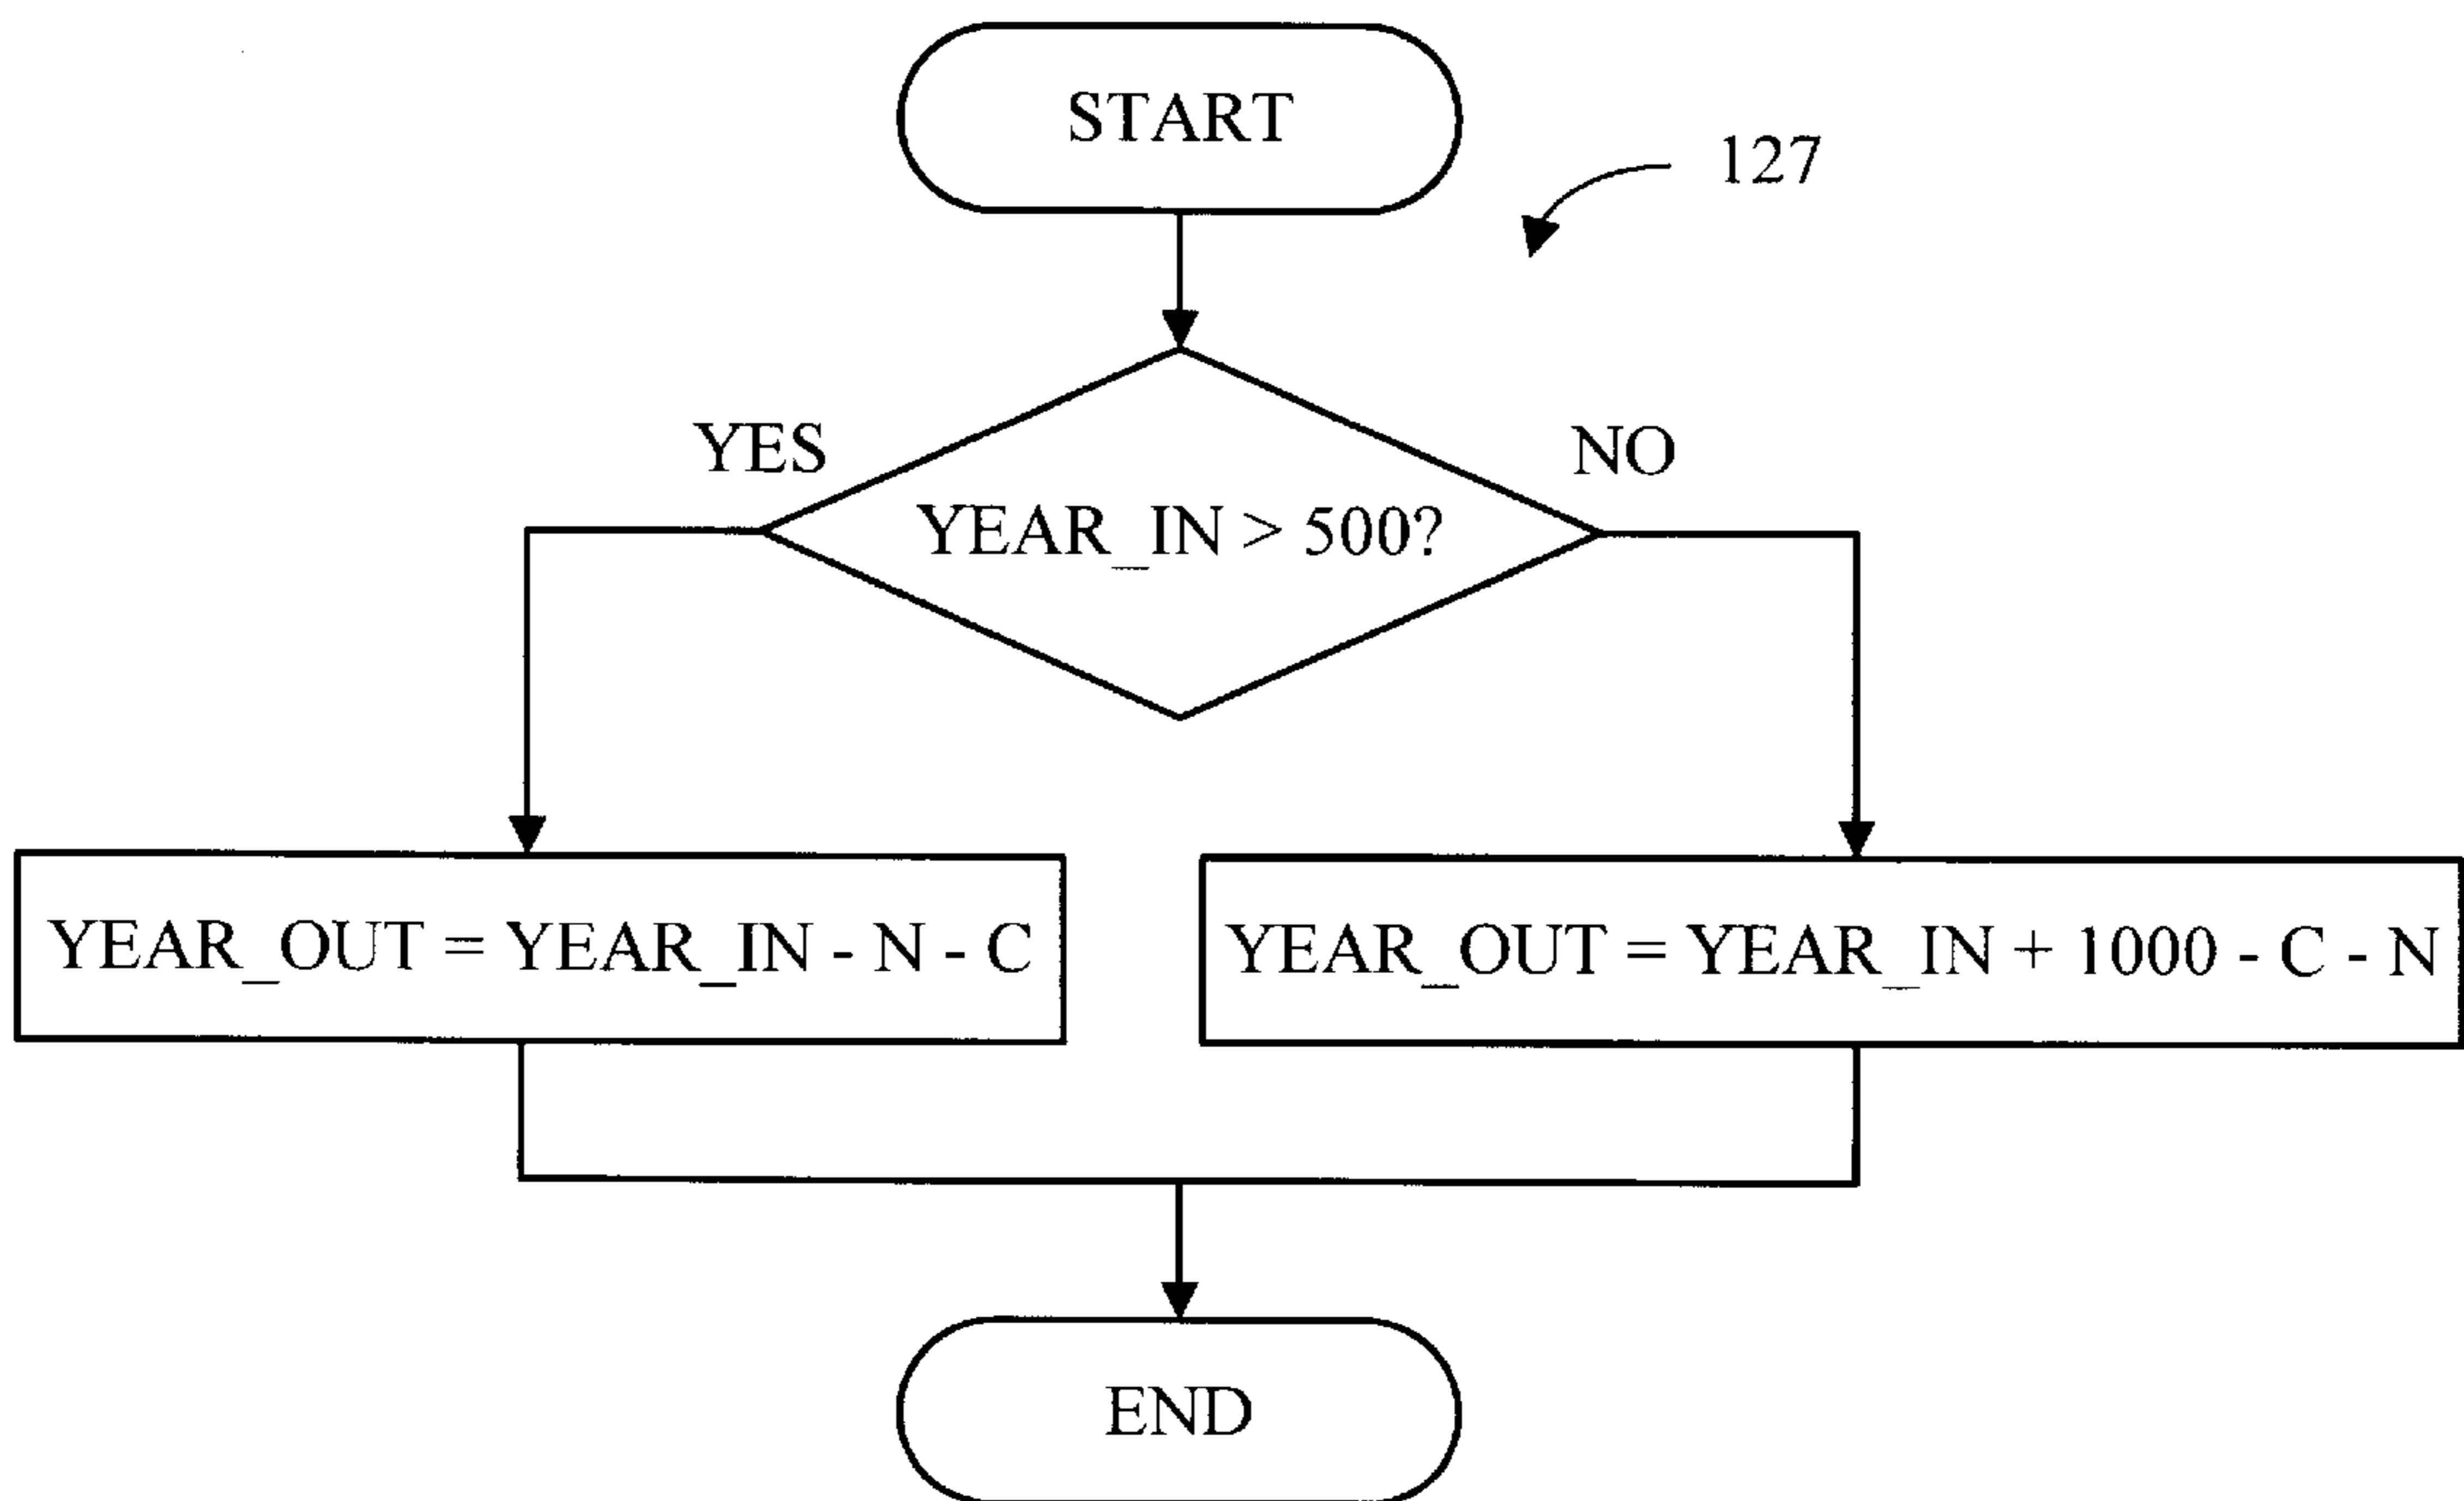 START
127
YES
NO
YEAR_IN > 500?
YEAR_OUT = YEAR_IN - N - C
YEAR_OUT = YEAR_IN + 1000 - C - N
END